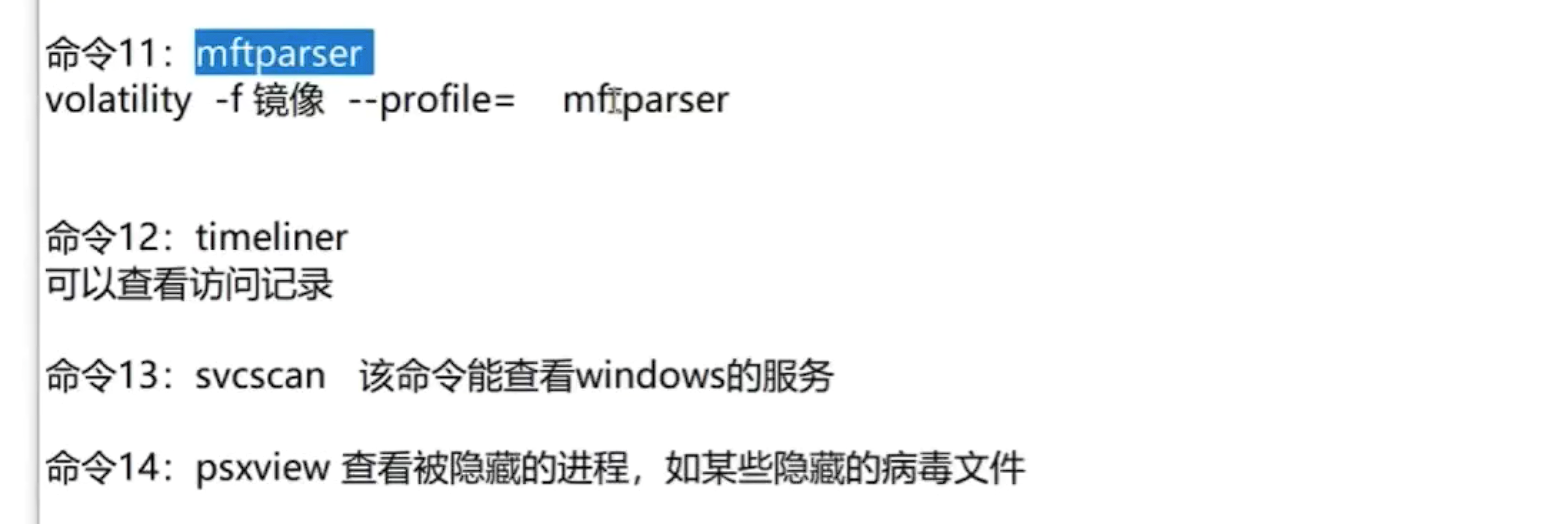 命令11：mftparser
volatility  -f 镜像  --profile=    mftparser
命令12：timeliner
可以查看访问记录
命令13：svcscan   该命令能查看windows的服务
命令14：psxview 查看被隐藏的进程，如某些隐藏的病毒文件